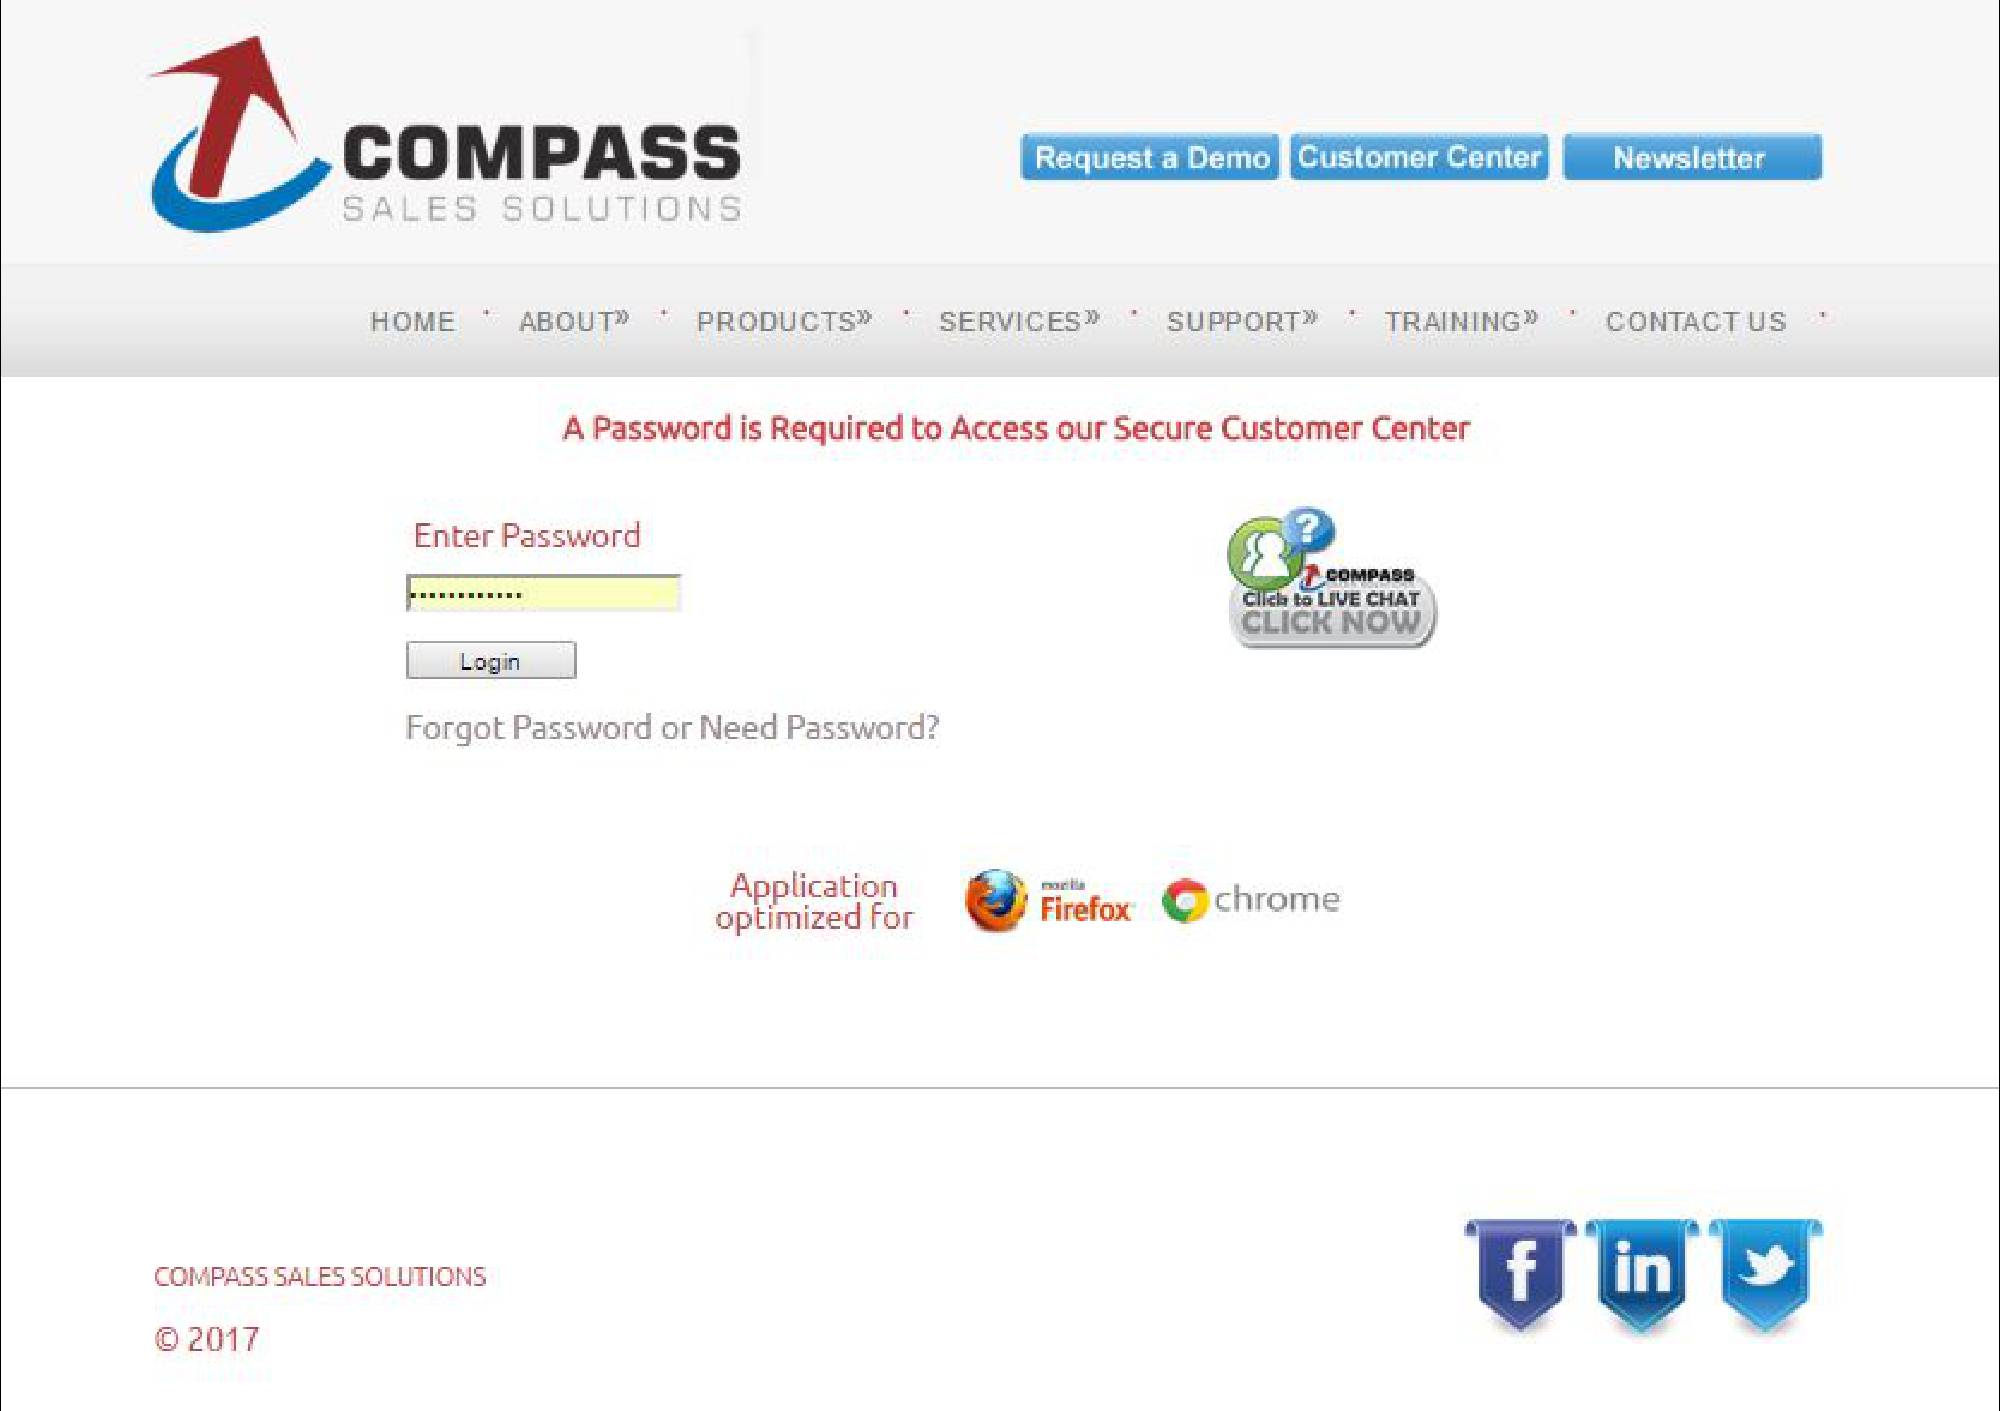 COMPASS
SALES SOLUTIONS
Request a Demo Customer Center Newsletter
HOME ABOUT» PRODUCTS» SERVICES» SUPPORT» TRAINING» CONTACT US
A Password is Required to Access our Secure Customer Center
Enter Password
............
Login
Forgot Password or Need Password?
?
COMPASS
Click to LIVE CHAT
CLICK NOW
Application
optimized for
mozilla
Firefox
chrome
COMPASS SALES SOLUTIONS
© 2017
f in